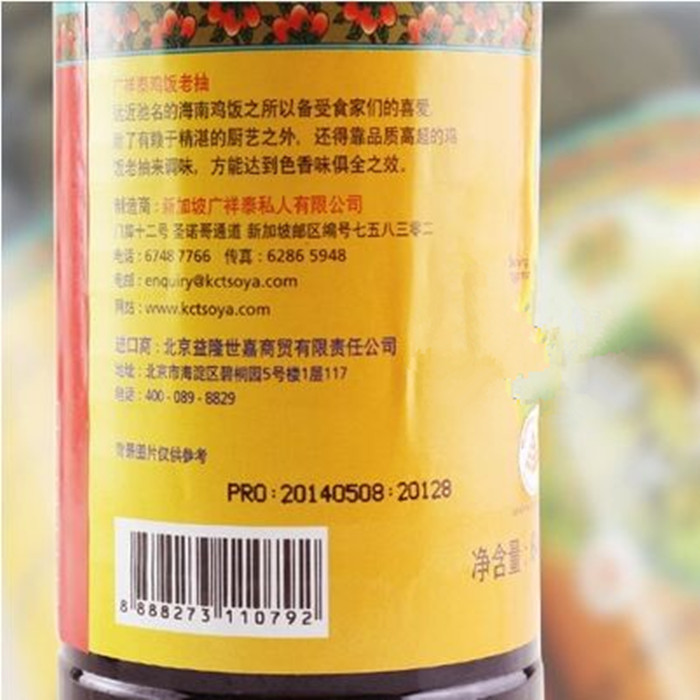 广祥泰鸡饭老抽
远近驰名的海南鸡饭之所以备受食家们的喜爱,
除了有赖于精湛的厨艺之外, 还得靠品质高超的鸡
饭老抽来调味, 方能达到色香味俱全之效。
制造商:新加坡广祥泰私人有限公司
门牌十二号 圣诺哥通道 新加坡邮区编号七五八三零二
电话:6748 7766 传真:6286 5948
电邮:enquiry@kctsoya.com
网站:www.kctsoya.com
进口商:北京益隆世嘉商贸有限责任公司
地址:北京市海淀区碧桐园5号楼1层117
电话:400-089-8829
背景图片仅供参考
PRO:20140508:20128
净含量:
8 888273 110792